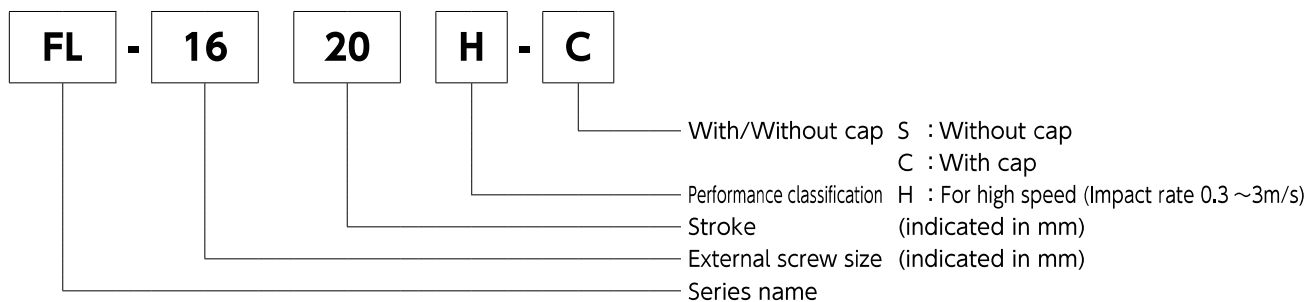 FL - 16 20 H - C
With/Without cap S : Without cap
C : With cap
Performance classification H : For high speed (Impact rate 0.3 ~3m/s)
Stroke (indicated in mm)
External screw size (indicated in mm)
Series name